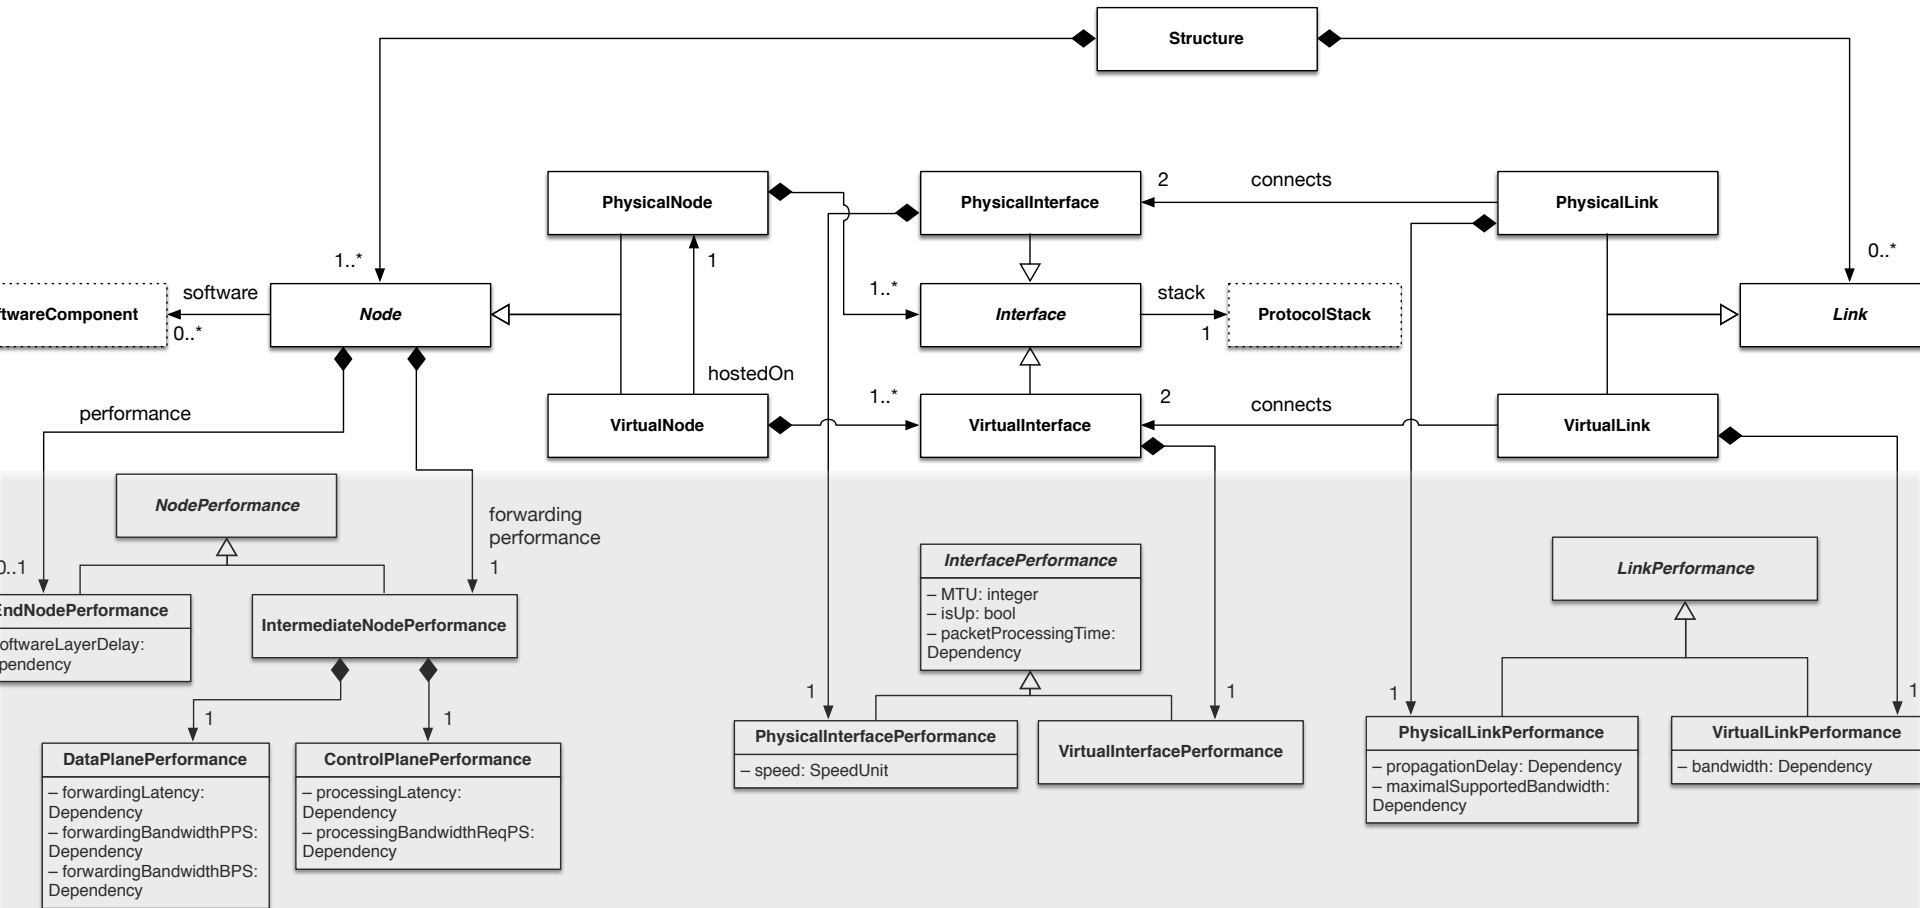 Structure
PhysicalNode
PhysicalInterface
2
connects
PhysicalLink
1..*
1
0..*
software
0..*
Node
1..*
Interface
stack
1
ProtocolStack
Link
hostedOn
performance
VirtualNode
1..*
VirtualInterface
2
connects
VirtualLink
NodePerformance
forwarding
performance
0..1
1
EndNodePerformance
IntermediateNodePerformance
InterfacePerformance
– MTU: integer
– isUp: bool
– packetProcessingTime:
Dependency
LinkPerformance
1
1
1
1
1
1
DataPlanePerformance
– forwardingLatency:
Dependency
– forwardingBandwidthPPS:
Dependency
– forwardingBandwidthBPS:
Dependency
ControlPlanePerformance
– processingLatency:
Dependency
– processingBandwidthReqPS:
Dependency
PhysicalInterfacePerformance
– speed: SpeedUnit
VirtualInterfacePerformance
PhysicalLinkPerformance
– propagationDelay: Dependency
– maximalSupportedBandwidth:
Dependency
VirtualLinkPerformance
– bandwidth: Dependency